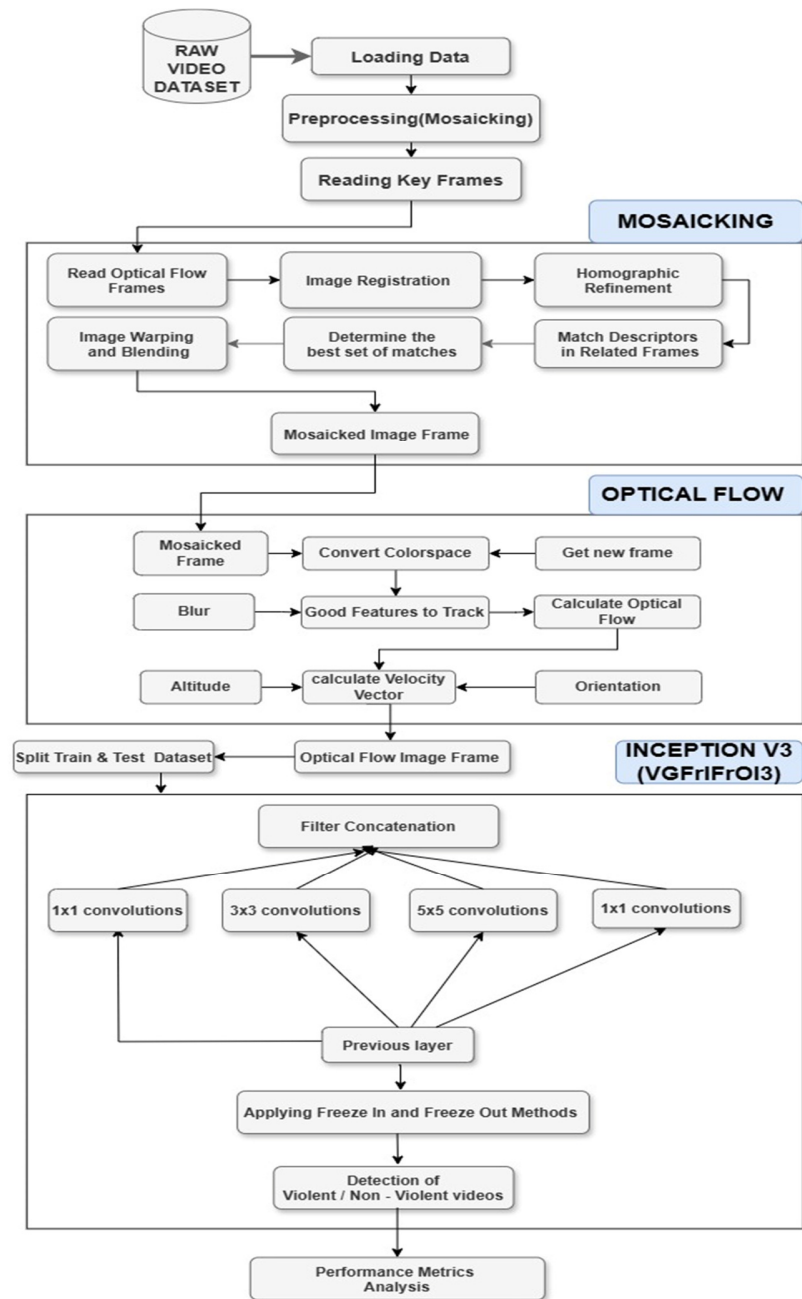 RAW
VIDEO
DATASET
Loading Data
Preprocessing(Mosaicking)
Reading Key Frames
MOSAICKING
Read Optical Flow
Frames
Image Registration
Homographic
Refinement
Image Warping
and Blending
Determine the
best set of matches
Match Descriptors
in Related Frames
Mosaicked Image Frame
OPTICAL FLOW
Mosaicked
Frame
Convert Colorspace
Get new frame
Blur
Good Features to Track
Calculate Optical
Flow
Altitude
calculate Velocity
Vector
Orientation
Split Train & Test Dataset
Optical Flow Image Frame
INCEPTION V3
(VGFrIFrOI3)
Filter Concatenation
1x1 convolutions
3x3 convolutions
5x5 convolutions
1x1 convolutions
Previous layer
Applying Freeze In and Freeze Out Methods
Detection of
Violent / Non - Violent videos
Performance Metrics
Analysis